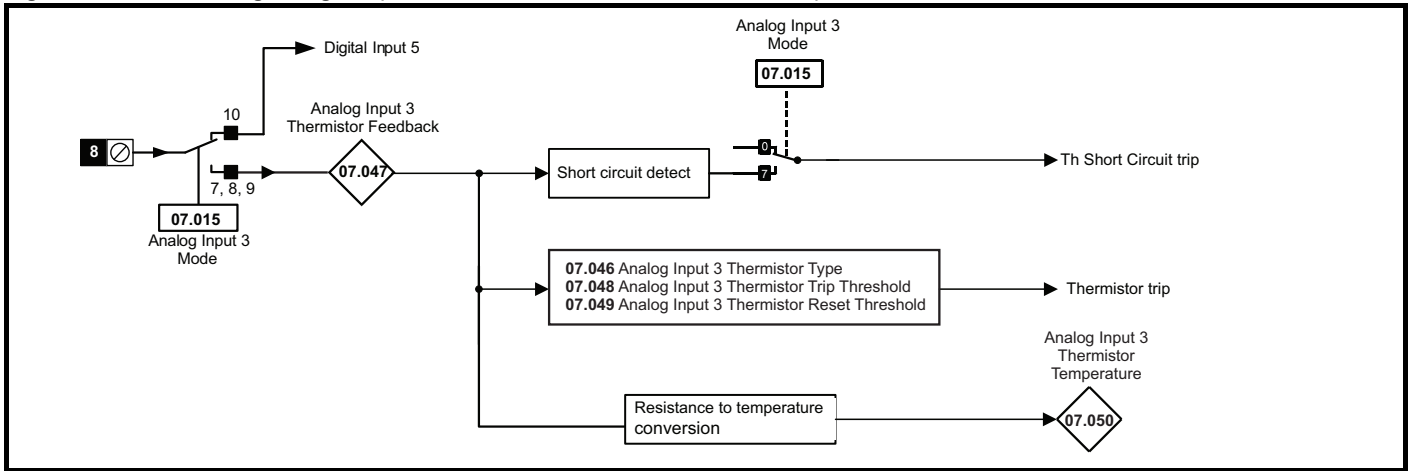 Digital Input 5
10
Analog Input 3
Thermistor Feedback
8
07.047
7, 8, 9
07.015
Analog Input 3
Mode
Analog Input 3
Mode
07.015
Short circuit detect
0
7
Th Short Circuit trip
07.046 Analog Input 3 Thermistor Type
07.048 Analog Input 3 Thermistor Trip Threshold
07.049 Analog Input 3 Thermistor Reset Threshold
Thermistor trip
Analog Input 3
Thermistor
Temperature
Resistance to temperature
conversion
07.050